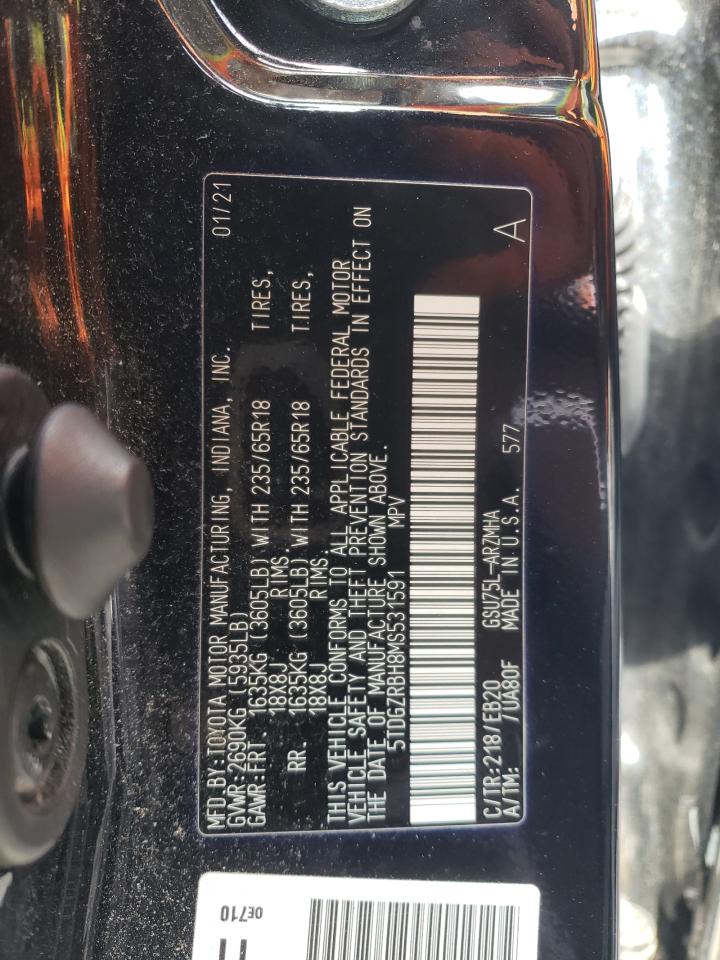 MFD BY:TOYOTA MOTOR MANUFACTURING, INDIANA, INC. 01/21
GVWR:2690KG (5935LB)
GAWR:FRT. 1635KG (3605LB) WITH 235/65R18 TIRES,
18X8J RIMS.
RR. 1635KG (3605LB) WITH 235/65R18 TIRES,
18X8J RIMS.
THIS VEHICLE CONFORMS TO ALL APPLICABLE FEDERAL MOTOR
VEHICLE SAFETY AND THEFT PREVENTION STANDARDS IN EFFECT ON
THE DATE OF MANUFACTURE SHOWN ABOVE.
5TDGZRBH8MS531591 MPV
C/TR:218/EB20 GSU75L-ARZMHA
A/TM: /UA80F MADE IN U.S.A. 577 A
0E710